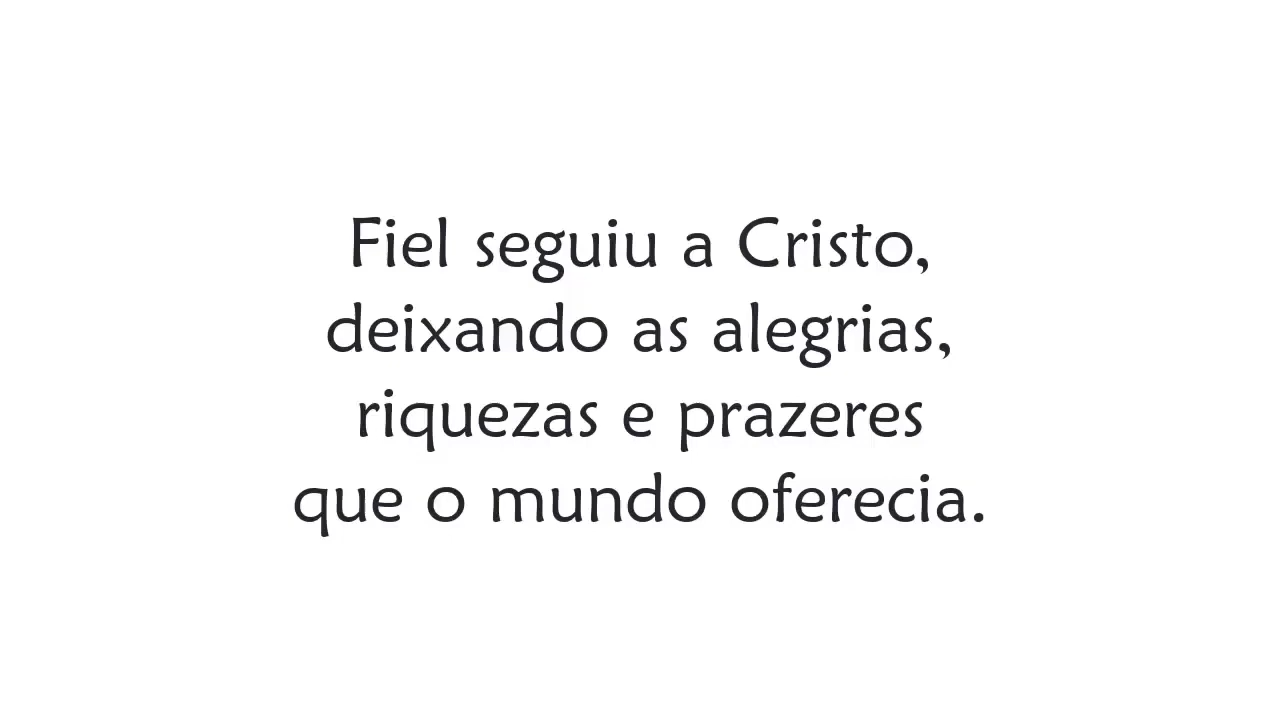 Fiel seguiu a Cristo,
deixando as alegrias,
riquezas e prazeres
que o mundo oferecia.